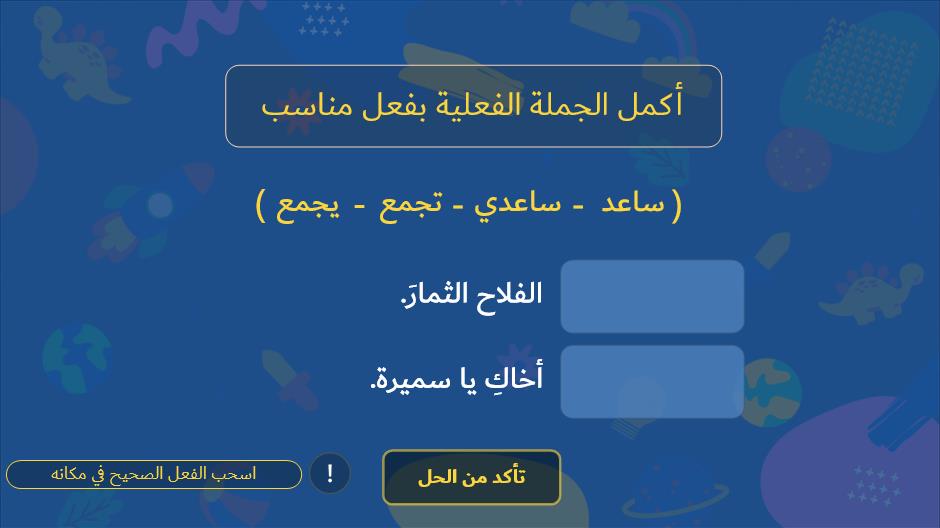 أكمل الجملة الفعلية بفعل مناسب
( ساعد - ساعدي - تجمع - يجمع )
الفلاح الثمارَ.
أخاكِ يا سميرة.
تأكد من الحل
!
اسحب الفعل الصحيح في مكانه